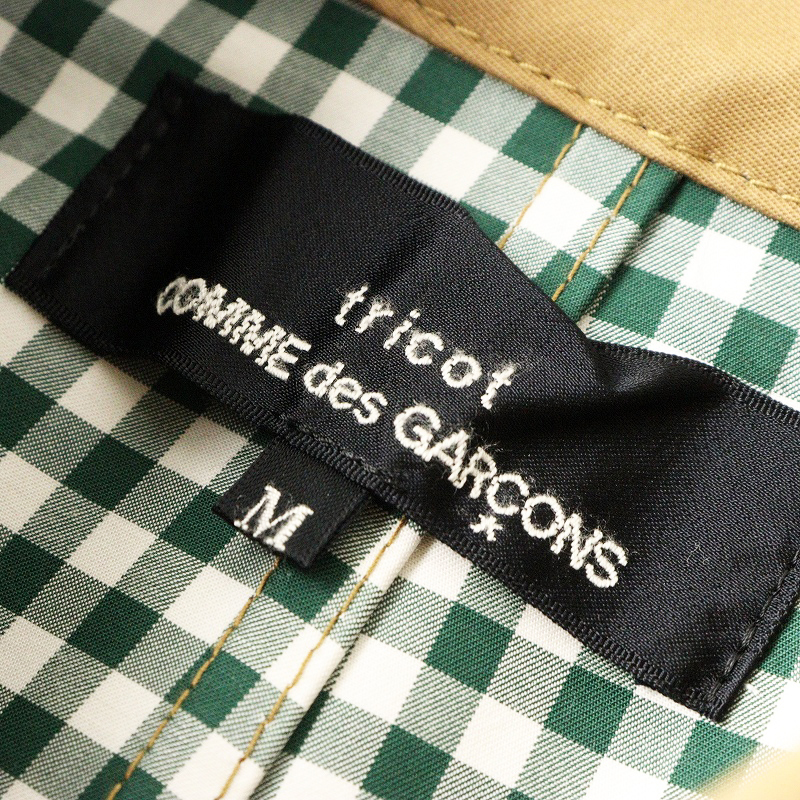 tricot
COMME des GARCONS
*
M